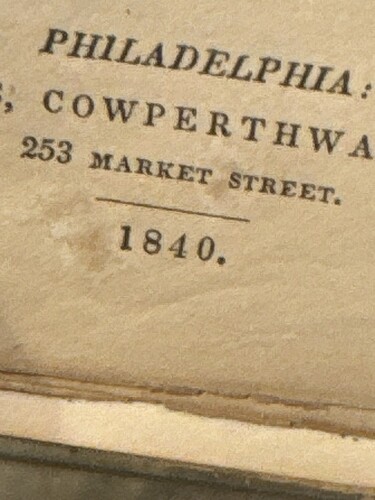 PHILADELPHIA:
, COWPERTHWA
253 MARKET STREET.
1840.